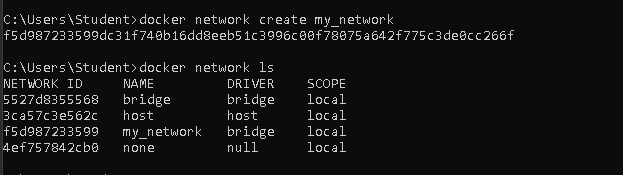 C:\Users\Student>docker network create my_network
f5d987233599dc31f740b16dd8eeb51c3996c00f78075a642f775c3de0cc266f
C:\Users\Student>docker network ls
NETWORK ID     NAME         DRIVER    SCOPE
5527d8355568   bridge       bridge    local
3ca57c3e562c   host         host      local
f5d987233599   my_network   bridge    local
4ef757842cb0   none         null      local